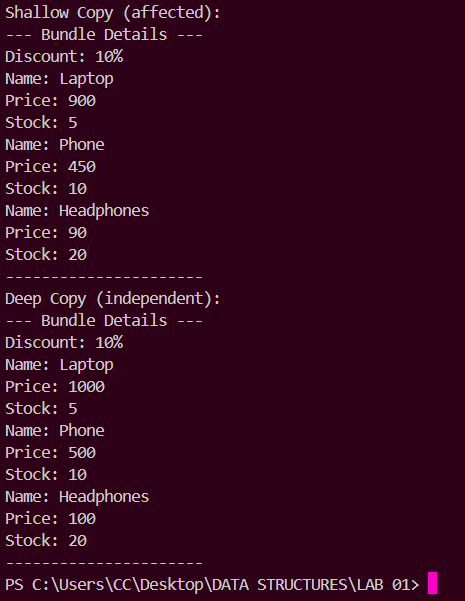 Shallow Copy (affected):
--- Bundle Details ---
Discount: 10%
Name: Laptop
Price: 900
Stock: 5
Name: Phone
Price: 450
Stock: 10
Name: Headphones
Price: 90
Stock: 20
----------------------
Deep Copy (independent):
--- Bundle Details ---
Discount: 10%
Name: Laptop
Price: 1000
Stock: 5
Name: Phone
Price: 500
Stock: 10
Name: Headphones
Price: 100
Stock: 20
----------------------
PS C:\Users\CC\Desktop\DATA STRUCTURES\LAB 01>